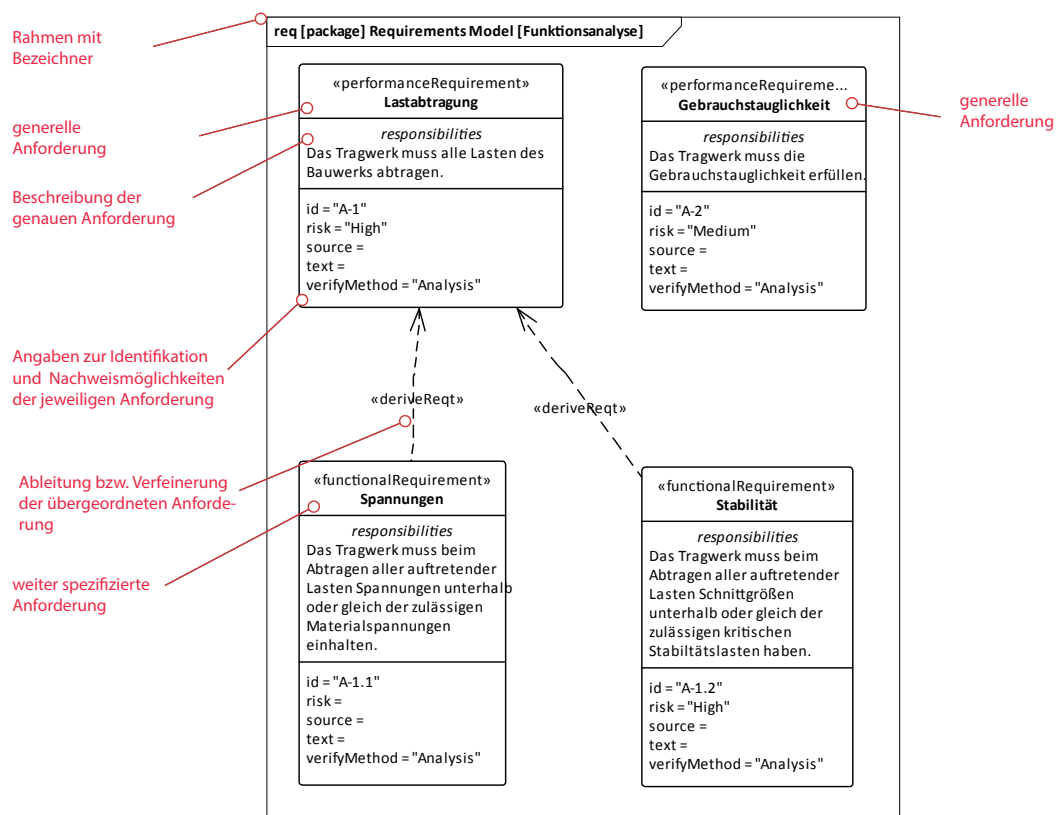 req [package] Requirements Model [Funktionsanalyse]
Rahmen mit
Bezeichner
generelle
Anforderung
Beschreibung der
genauen Anforderung
Angaben zur Identifikation
und Nachweismöglichkeiten
der jeweiligen Anforderung
Ableitung bzw. Verfeinerung
der übergeordneten Anforde-
rung
weiter spezifizierte
Anforderung
«performanceRequirement»
Lastabtragung
responsibilities
Das Tragwerk muss alle Lasten des
Bauwerks abtragen.
id = "A-1"
risk = "High"
source =
text =
verifyMethod = "Analysis"
«performanceRequireme...
Gebrauchstauglichkeit
responsibilities
Das Tragwerk muss die
Gebrauchstauglichkeit erfüllen.
id = "A-2"
risk = "Medium"
source =
text =
verifyMethod = "Analysis"
generelle
Anforderung
«deriveReqt»
«deriveReqt»
«functionalRequirement»
Spannungen
responsibilities
Das Tragwerk muss beim
Abtragen aller auftretender
Lasten Spannungen unterhalb
oder gleich der zulässigen
Materialspannungen
einhalten.
id = "A-1.1"
risk =
source =
text =
verifyMethod = "Analysis"
«functionalRequirement»
Stabilität
responsibilities
Das Tragwerk muss beim
Abtragen aller auftretender
Lasten Schnittgrößen
unterhalb oder gleich der
zulässigen kritischen
Stabiltätslasten haben.
id = "A-1.2"
risk = "High"
source =
text =
verifyMethod = "Analysis"